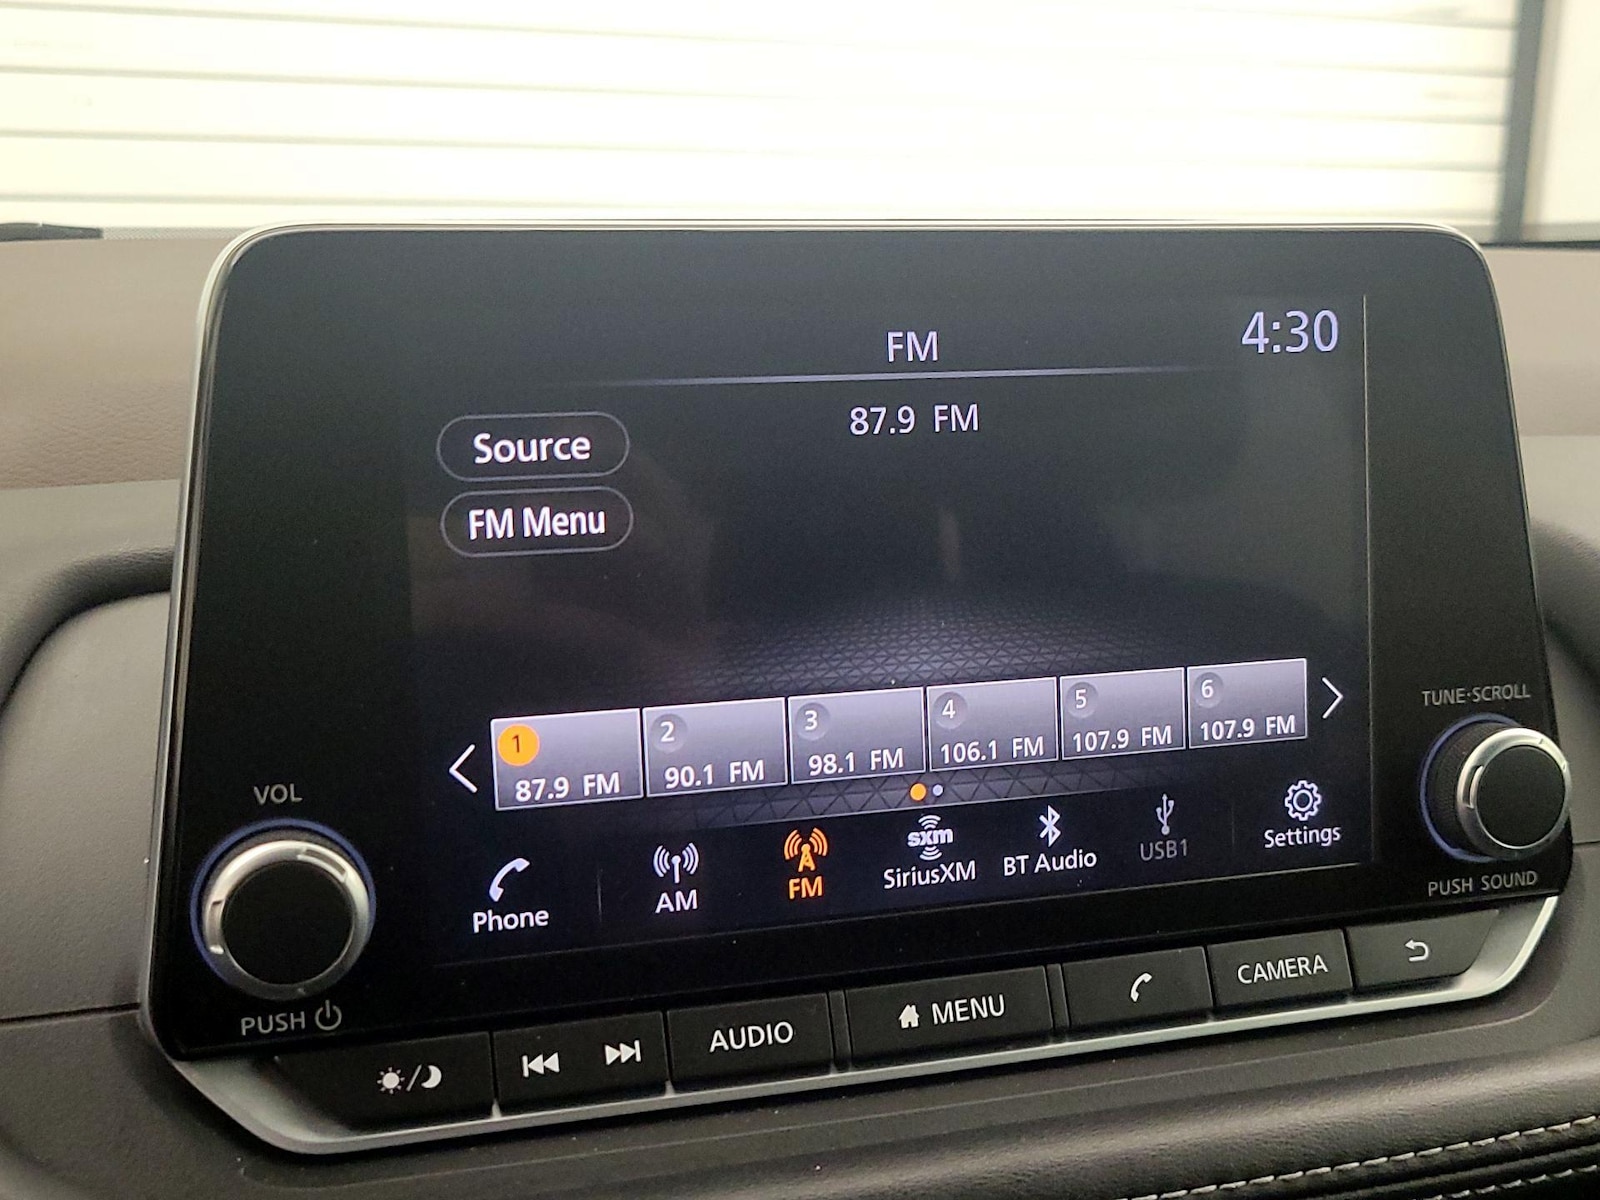 FM
4:30
87.9 FM
Source
FM Menu
1
87.9 FM
2
90.1 FM
3
98.1 FM
4
106.1 FM
5
107.9 FM
6
107.9 FM
Phone
AM
FM
sxm
SiriusXM
BT Audio
USB1
Settings
VOL
PUSH
TUNE·SCROLL
PUSH SOUND
AUDIO
MENU
CAMERA